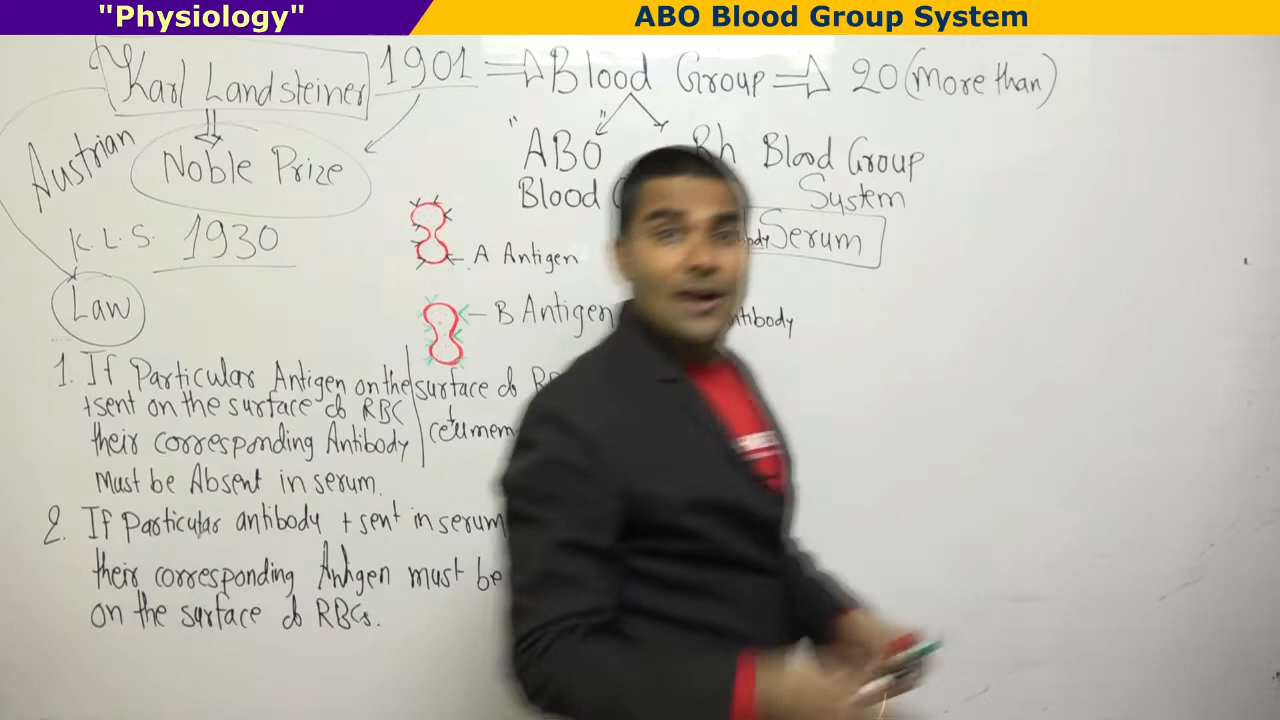 "Physiology"
ABO Blood Group System
Karl Landsteiner 1901 ⇒ Blood Group ⇒ 20 (more than)
Austrian
Noble Prize
"ABO"
Blood
Rh Blood Group
System
K.L.S. 1930
Serum
A Antigen
Law
B Antigen
1. If Particular Antigen on the surface of
+sent on the surface of RBC
their corresponding Antibody
Must be Absent in serum.
2. If Particular antibody +sent in serum
their corresponding Antigen must be
on the surface of RBCs.